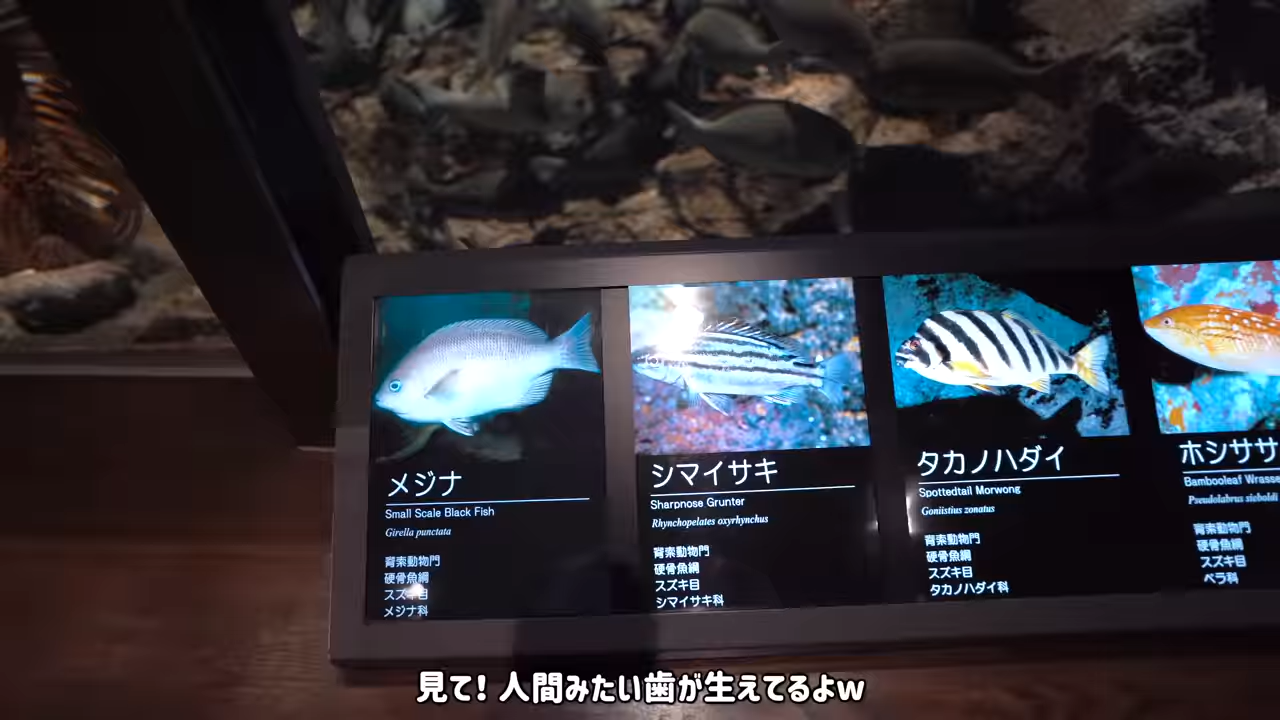 メジナ
Small Scale Black Fish
Girella punctata
脊索動物門
硬骨魚綱
スズキ目
メジナ科
シマイサキ
Sharpnose Grunter
Rhynchopelates oxyrhynchus
脊索動物門
硬骨魚綱
スズキ目
シマイサキ科
タカノハダイ
Spottedtail Morwong
Goniistius zonatus
脊索動物門
硬骨魚綱
スズキ目
タカノハダイ科
ホシササ
Bambooleaf Wrasse
Pseudolabrus sieboldi
脊索動物門
硬骨魚綱
スズキ目
ベラ科
見て! 人間みたい歯が生えてるよw